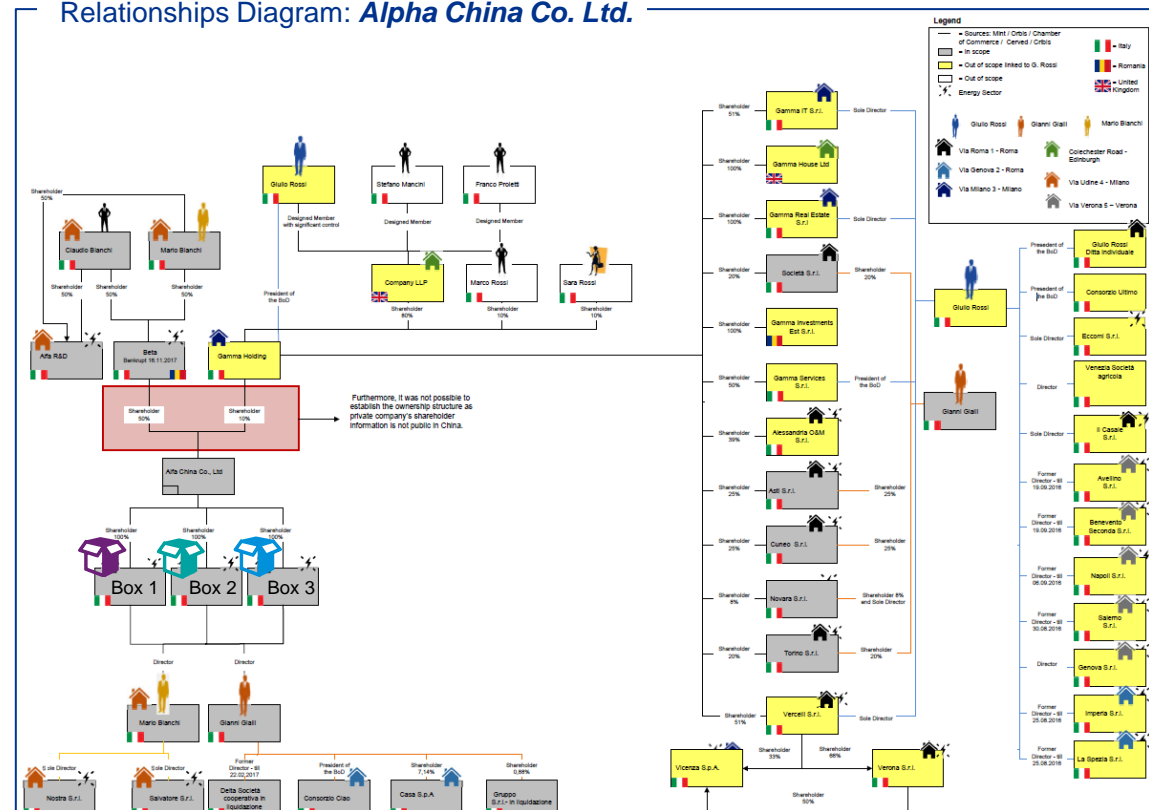 Relationships Diagram: Alpha China Co. Ltd.
Legend
= Sources: Mint / Orbis / Chamber
of Commerce / Cerved / Cribis
= In scope
= Out of scope linked to G. Rossi
= Out of scope
Energy Sector
= Italy
= Romania
= United
Kingdom
Giulio Rossi
Gianni Gialli
Mario Bianchi
Via Roma 1 - Roma
Via Genova 2 - Roma
Via Milano 3 - Milano
Colechester Road -
Edinburgh
Via Udine 4 - Milano
Via Verona 5 – Verona
Shareholder
50%
Claudio Bianchi
Mario Bianchi
Shareholder
50%
Shareholder
50%
Shareholder
50%
Alfa R&D
Beta
Bankrupt 16.11.2017
Gamma Holding
Giulio Rossi
Stefano Mancini
Franco Proietti
Designed Member
with significant control
Designed Member
Designed Member
President of
the BoD
Company LLP
Marco Rossi
Sara Rossi
Shareholder
80%
Shareholder
10%
Shareholder
10%
Shareholder
50%
Shareholder
10%
Furthermore, it was not possible to
establish the ownership structure as
private company's shareholder
information is not public in China.
Alfa China Co., Ltd
Shareholder
100%
Shareholder
100%
Shareholder
100%
Box 1
Box 2
Box 3
Director
Director
Mario Bianchi
Gianni Gialli
Sole Director
Sole Director
Former
Director - till
22.02.2017
President of
the BoD
Shareholder
7,14%
Shareholder
0,88%
Nostra S.r.l.
Salvatore S.r.l.
Delta Società
cooperativa in
liquidazione
Consorzio Ciao
Casa S.p.A
Gruppo
S.r.l.- in liquidazione
Shareholder
51%
Gamma IT S.r.l.
Sole Director
Shareholder
100%
Gamma House Ltd
Shareholder
100%
Gamma Real Estate
S.r.l
Sole Director
Shareholder
20%
Società S.r.l.
Shareholder
20%
Shareholder
100%
Gamma Investments
Est S.r.l.
Shareholder
50%
Gamma Services
S.r.l.
President of
the BoD
Shareholder
39%
Alessandria O&M
S.r.l.
Shareholder
25%
Asti S.r.l.
Shareholder
25%
Shareholder
25%
Cuneo S.r.l.
Shareholder
25%
Shareholder
8%
Novara S.r.l.
Shareholder 8%
and Sole Director
Shareholder
20%
Torino S.r.l.
Shareholder
20%
Shareholder
51%
Vercelli S.r.l.
Sole Director
Shareholder
33%
Shareholder
66%
Vicenza S.p.A.
Verona S.r.l.
Shareholder
50%
Giulio Rossi
Gianni Gialli
President of
the BoD
Giulio Rossi
Ditta individuale
President of
the BoD
Consorzio Ultimo
Sole Director
Eccomi S.r.l.
Director
Venezia Società
agricola
Sole Director
Il Casale
S.r.l.
Former
Director - till
19.09.2016
Avellino
S.r.l.
Former
Director - till
19.09.2016
Benevento
Seconda S.r.l.
Former
Director - till
06.09.2016
Napoli S.r.l.
Former
Director - till
30.08.2016
Salerno
S.r.l.
Director
Genova S.r.l.
Former
Director - till
25.08.2016
Imperia S.r.l.
Former
Director - till
25.08.2016
La Spezia S.r.l.